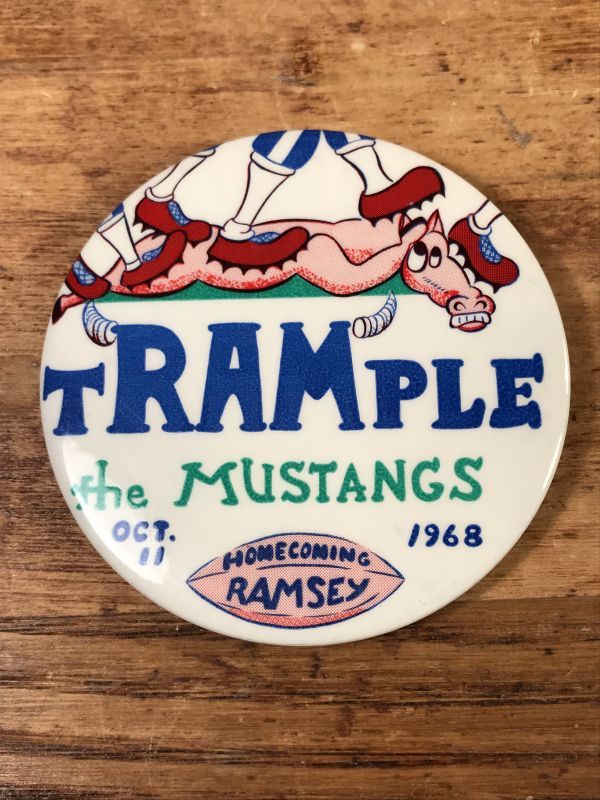 TRAMPLE
the MUSTANGS
OCT. 11
1968
HOMECOMING
RAMSEY